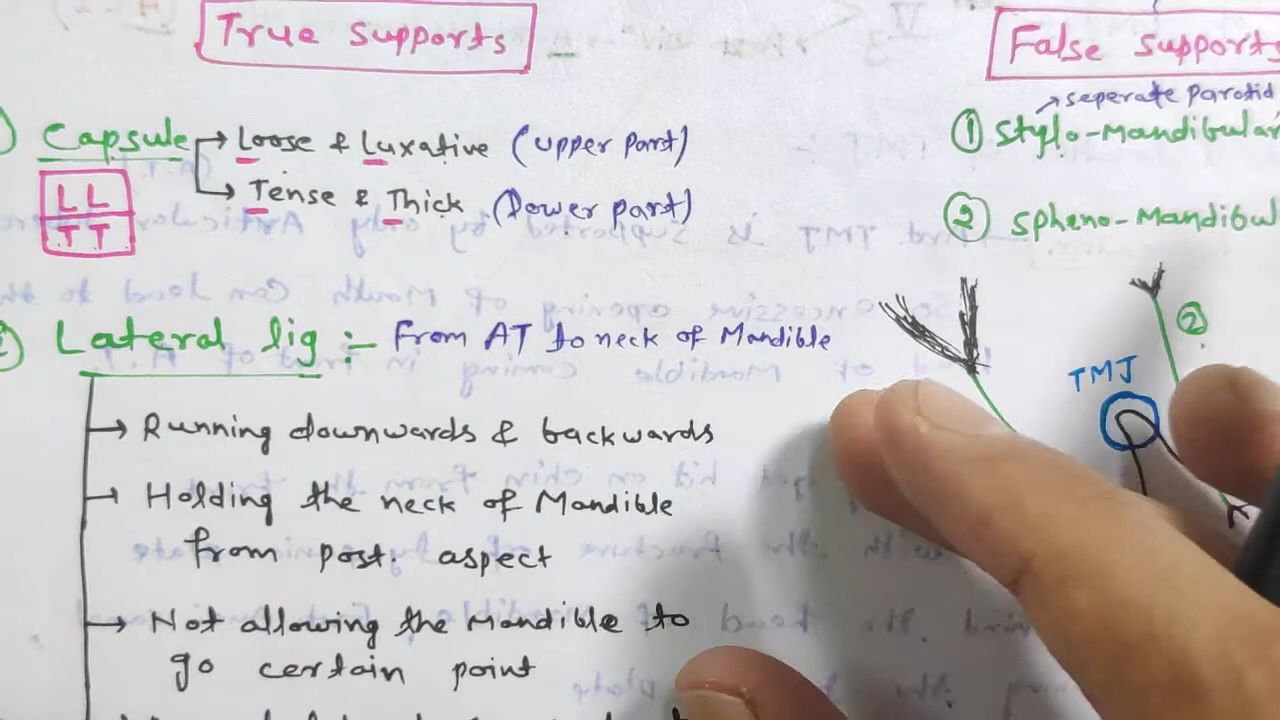 True supports
Capsule → Loose & Luxative (upper part)
→ Tense & Thick (Lower part)
LL
TT
Lateral lig :- From AT to neck of Mandible
→ Running downwards & backwards
→ Holding the neck of Mandible
from post. aspect
→ Not allowing the Mandible to
go certain point
False supports
seperate parotid
① Stylo-Mandibular
② Spheno-Mandibul
②
TMJ